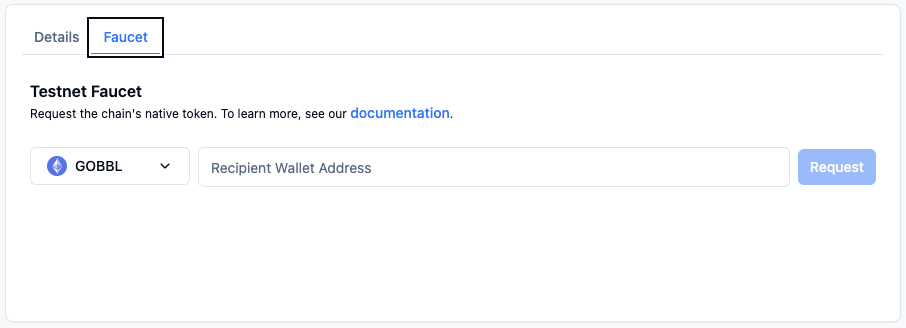 Details Faucet
Testnet Faucet
Request the chain's native token. To learn more, see our documentation.
GOBBL Recipient Wallet Address Request